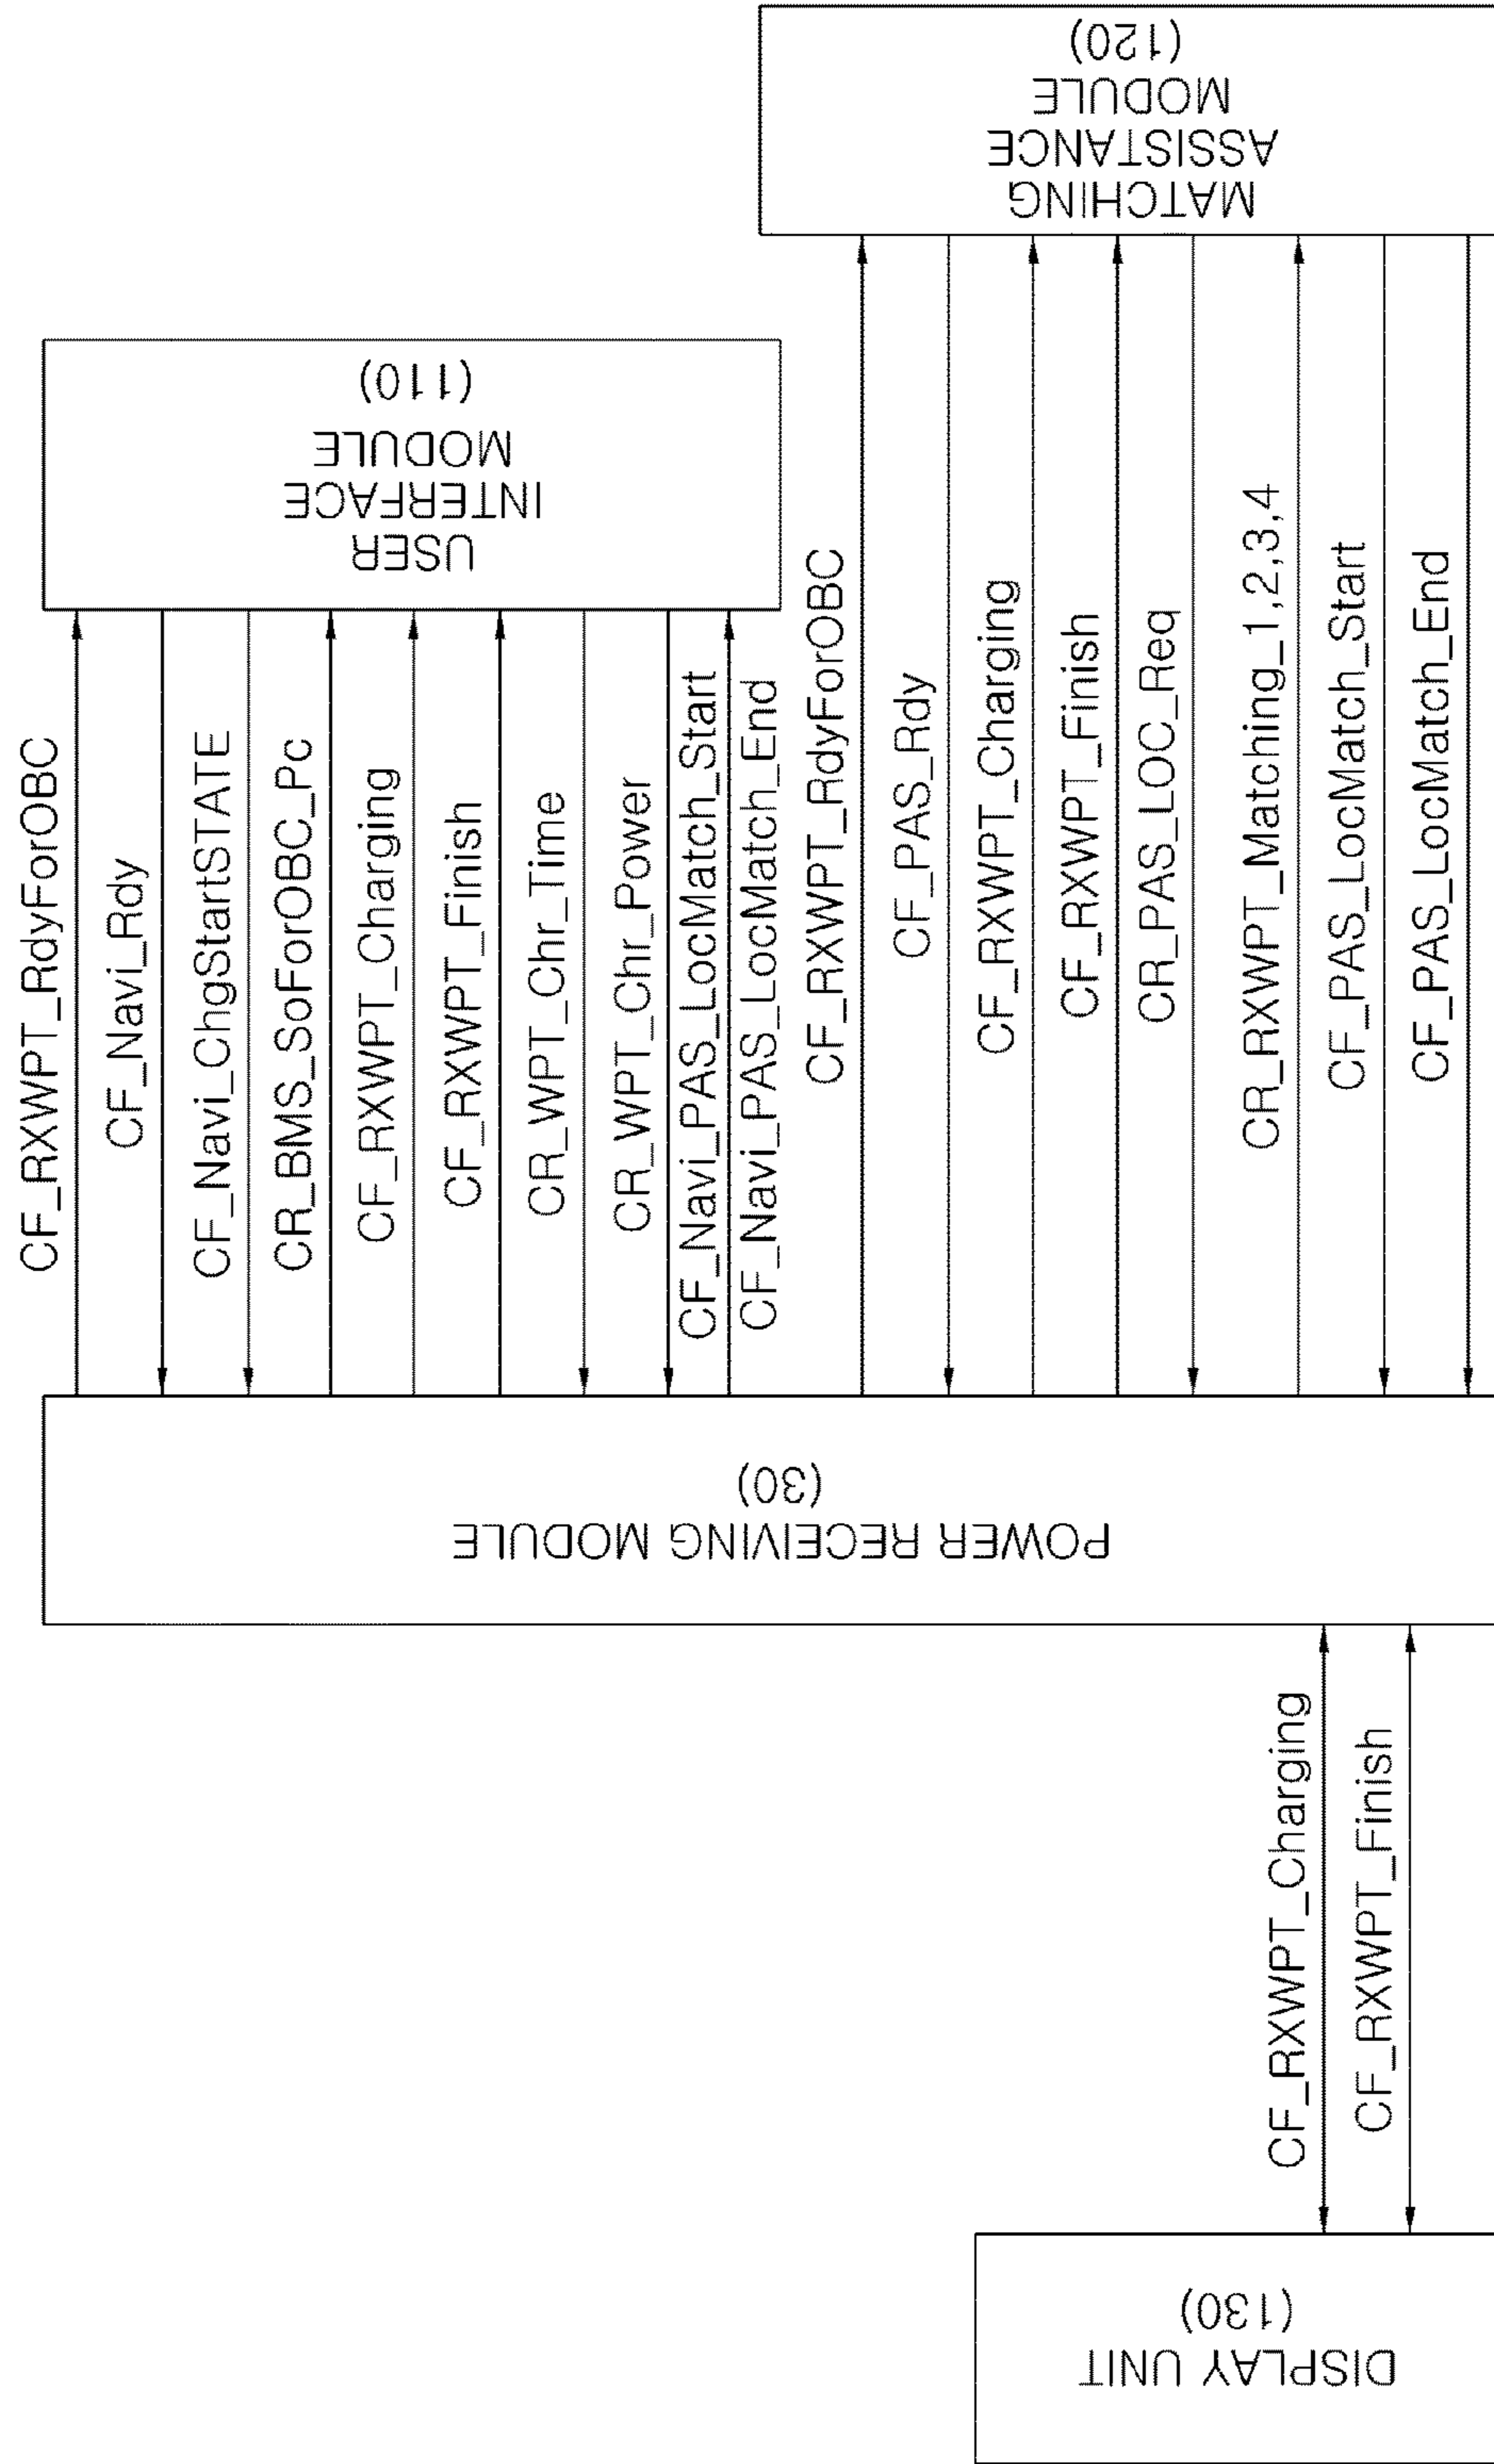 DISPLAY UNIT
(130)
CF_RXWPT_Charging
CF_RXWPT_Finish
POWER RECEIVING MODULE
(30)
CF_RXWPT_RdyForOBC
CF_Navi_Rdy
CF_Navi_ChgStartSTATE
CR_BMS_SoForOBC_Pc
CF_RXWPT_Charging
CF_RXWPT_Finish
CR_WPT_Chr_Time
CR_WPT_Chr_Power
CF_Navi_PAS_LocMatch_Start
CF_Navi_PAS_LocMatch_End
USER
INTERFACE
MODULE
(110)
CF_RXWPT_RdyForOBC
CF_PAS_Rdy
CF_RXWPT_Charging
CF_RXWPT_Finish
CR_PAS_LOC_Req
CR_RXWPT_Matching_1,2,3,4
CF_PAS_LocMatch_Start
CF_PAS_LocMatch_End
MATCHING
ASSISTANCE
MODULE
(120)